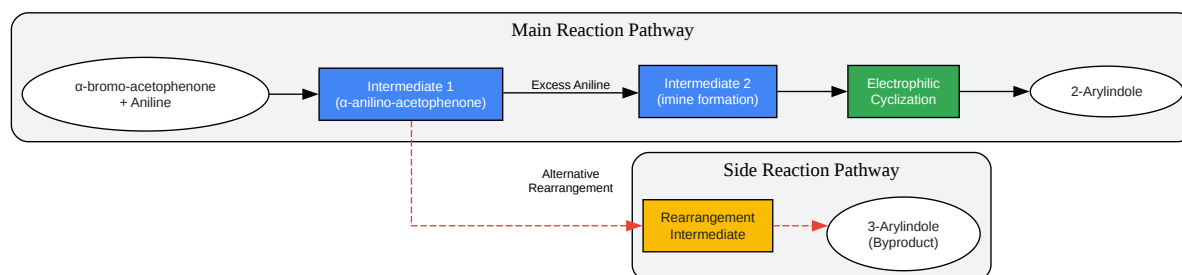 Main Reaction Pathway
α-bromo-acetophenone
+ Aniline
Intermediate 1
(α-anilino-acetophenone)
Excess Aniline
Intermediate 2
(imine formation)
Electrophilic
Cyclization
2-Arylindole
Side Reaction Pathway
Alternative
Rearrangement
Rearrangement
Intermediate
3-Arylindole
(Byproduct)